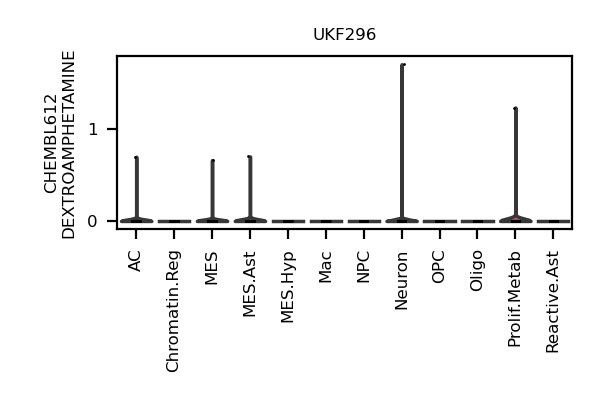 UKF296
CHEMBL612
DEXTROAMPHETAMINE
1
0
AC
Chromatin.Reg
MES
MES.Ast
MES.Hyp
Mac
NPC
Neuron
OPC
Oligo
Prolif.Metab
Reactive.Ast